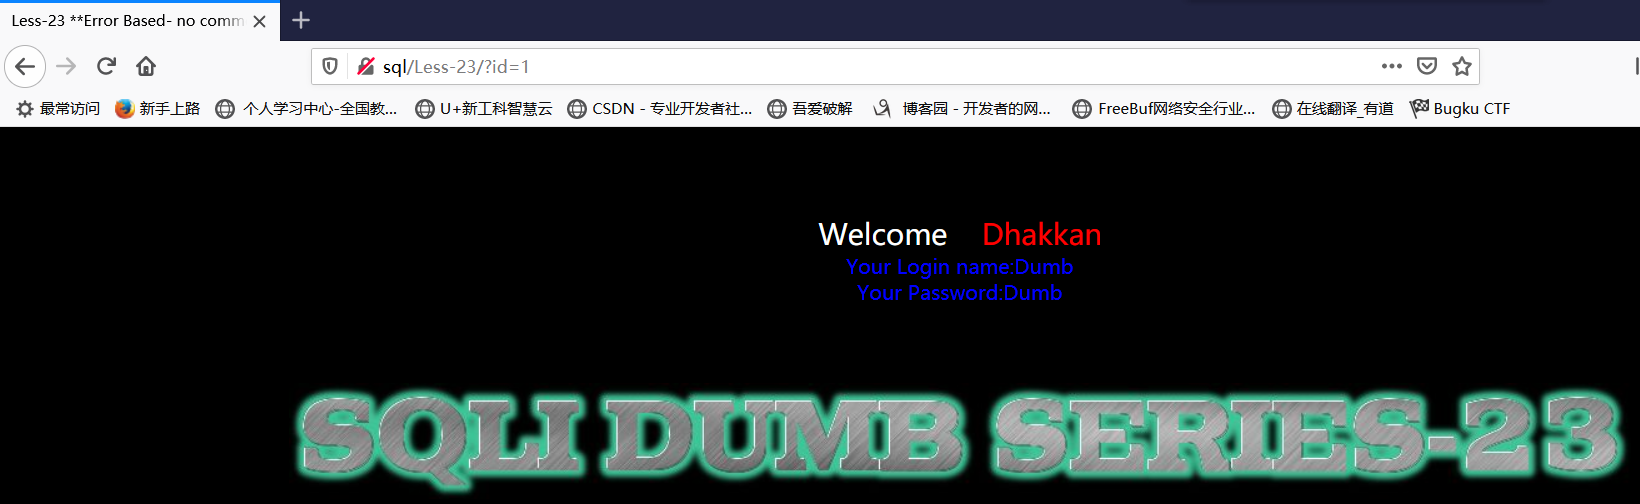 Less-23 **Error Based- no comm
sql/Less-23/?id=1
最常访问 新手上路 个人学习中心-全国教... U+新工科智慧云 CSDN - 专业开发者社... 吾爱破解 博客园 - 开发者的网... FreeBuf网络安全行业... 在线翻译_有道 Bugku CTF
Welcome Dhakkan
Your Login name:Dumb
Your Password:Dumb
SQLI DUMB SERIES-23